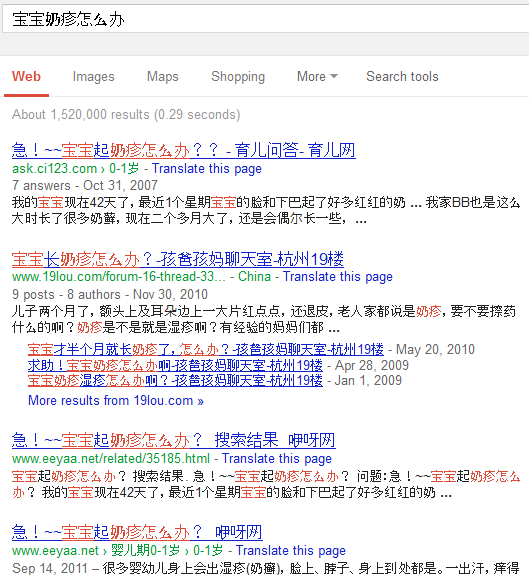 宝宝奶疹怎么办
Web Images Maps Shopping More Search tools
About 1,520,000 results (0.29 seconds)
急！~~宝宝起奶疹怎么办？？ - 育儿问答- 育儿网
ask.ci123.com › 0-1岁 - Translate this page
7 answers - Oct 31, 2007
我的宝宝现在42天了，最近1个星期宝宝的脸和下巴起了好多红红的奶 ... 我家BB也是这么
大时长了很多奶藓，现在二个多月大了，还是会偶尔长一些， ...
宝宝长奶疹怎么办？-孩爸孩妈聊天室-杭州19楼
www.19lou.com/forum-16-thread-33... - China - Translate this page
9 posts - 8 authors - Nov 30, 2010
儿子两个月了，额头上及耳朵边上一大片红点点，还退皮，老人家都说是奶疹，要不要搽药
什么的啊？奶疹是不是就是湿疹啊？有经验的妈妈们都 ...
宝宝才半个月就长奶疹了，怎么办？-孩爸孩妈聊天室-杭州19楼 - May 20, 2010
求助！宝宝奶疹怎么办啊-孩爸孩妈聊天室-杭州19楼 - Apr 28, 2009
宝宝奶疹湿疹怎么办啊？-孩爸孩妈聊天室-杭州19楼 - Jan 1, 2009
More results from 19lou.com »
急！~~宝宝起奶疹怎么办？ 搜索结果 咿呀网
www.eeyaa.net/related/35185.html - Translate this page
宝宝起奶疹怎么办？ 搜索结果. 急！~~宝宝起奶疹怎么办？ 问题：急！~~宝宝起奶疹怎么
办？ 我的宝宝现在42天了，最近1个星期宝宝的脸和下巴起了好多红红的奶 ...
急！~~宝宝起奶疹怎么办？ 咿呀网
www.eeyaa.net › 婴儿期0-1岁 › 0-1岁 - Translate this page
Sep 14, 2011 – 很多婴幼儿身上会出湿疹(奶癣)，脸上、脖子、身上到处都是。一出汗，痒得